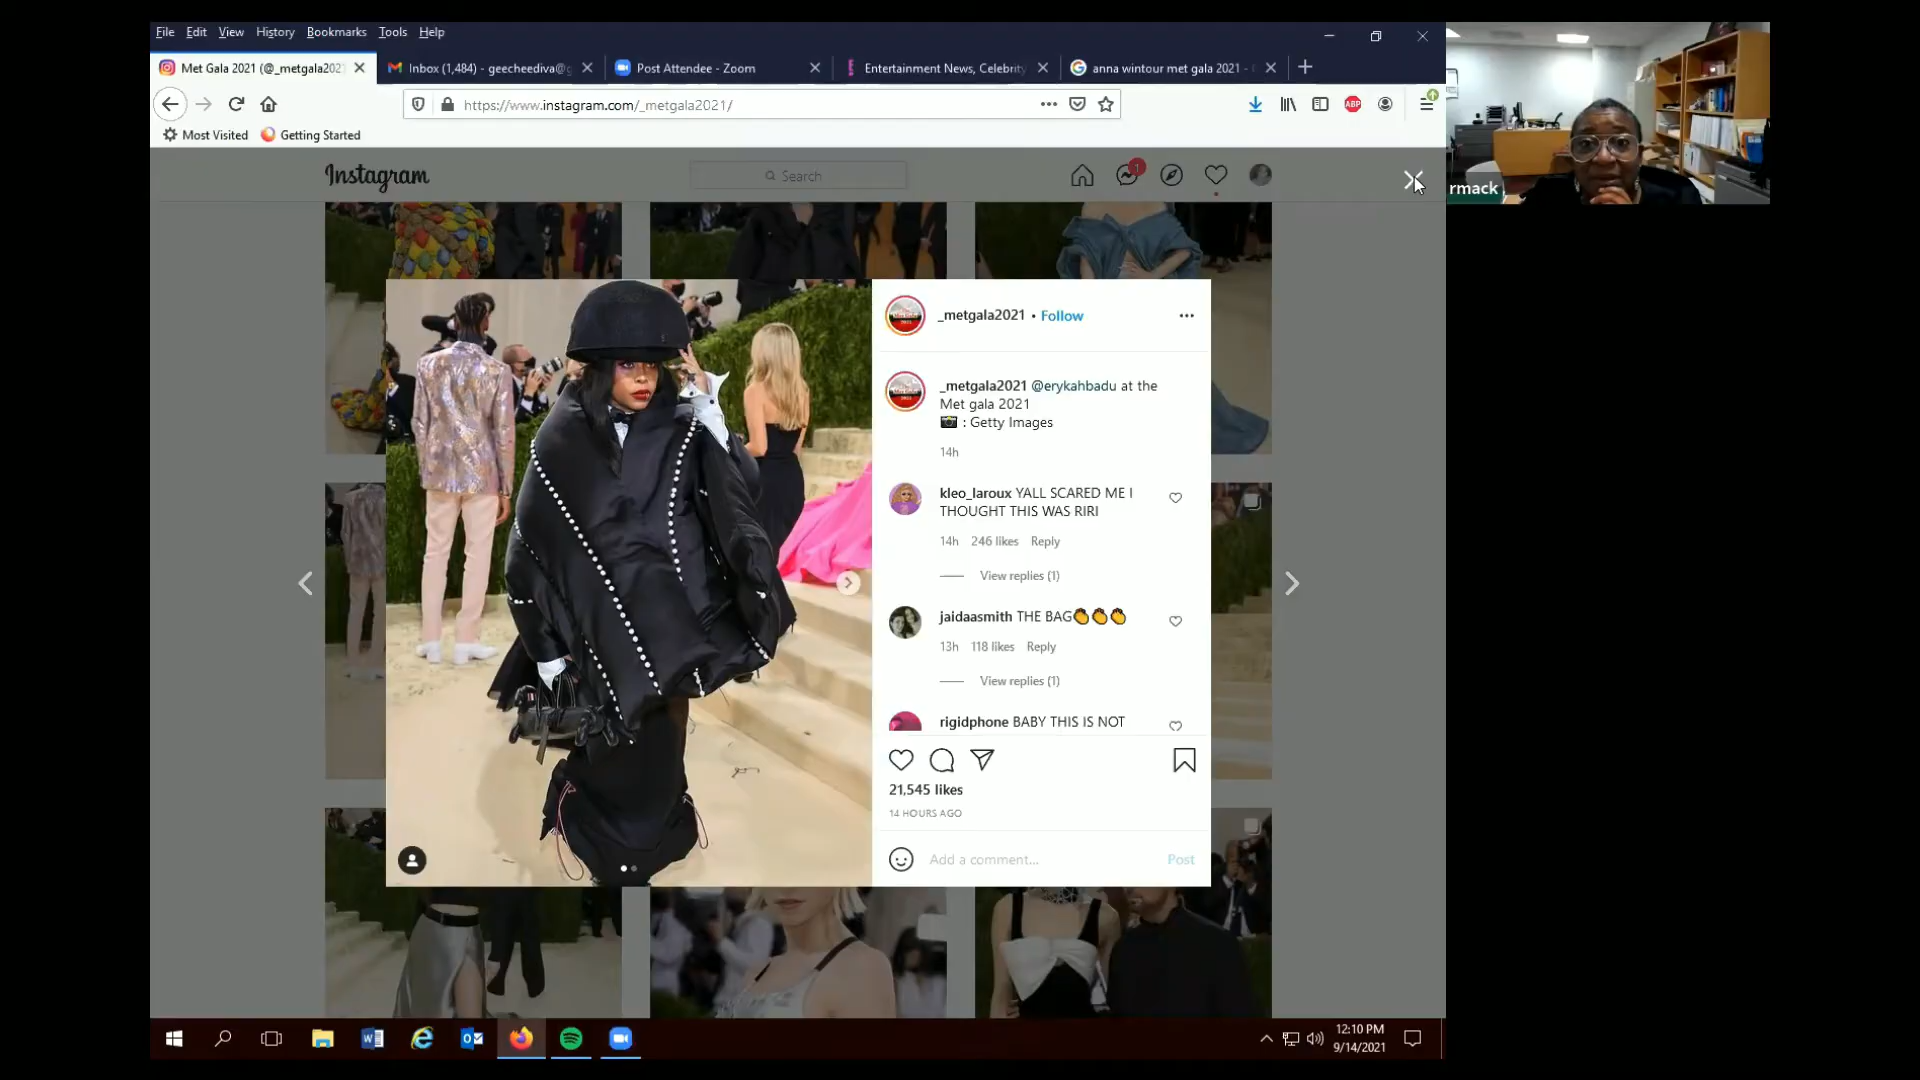 File Edit View History Bookmarks Tools Help
Met Gala 2021 (@_metgala202
Inbox (1,484) - geecheediva@g
Post Attendee - Zoom
Entertainment News, Celebrity
anna wintour met gala 2021 -
https://www.instagram.com/_metgala2021/
ABP
Most Visited
Getting Started
Instagram
Search
1
rmack
_metgala2021 • Follow
_metgala2021 @erykahbadu at the
Met gala 2021
: Getty Images
14h
kleo_laroux YALL SCARED ME I
THOUGHT THIS WAS RIRI
14h 246 likes Reply
View replies (1)
jaidaasmith THE BAG👏👏👏
13h 118 likes Reply
View replies (1)
rigidphone BABY THIS IS NOT
21,545 likes
14 HOURS AGO
Add a comment...
Post
12:10 PM
9/14/2021